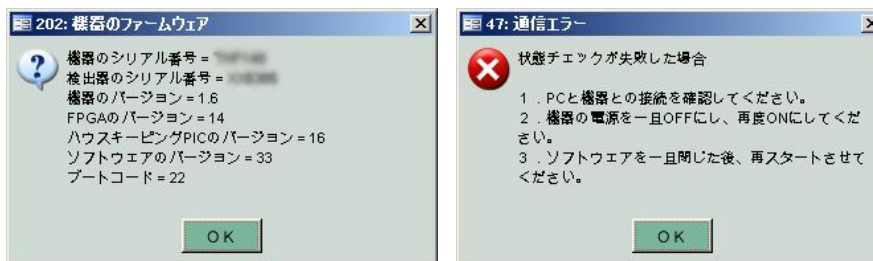 202: 機器のファームウェア
機器のシリアル番号 =
検出器のシリアル番号 =
機器のバージョン = 1.6
FPGAのバージョン = 14
ハウスキーピングPICのバージョン = 16
ソフトウエアのバージョン = 33
ブートコード = 22
OK
47: 通信エラー
状態チェックが失敗した場合
1．PCと機器との接続を確認してください。
2．機器の電源を一旦OFFにし、再度ONにしてくだ
さい。
3．ソフトウエアを一旦閉じた後、再スタートさせて
ください。
OK